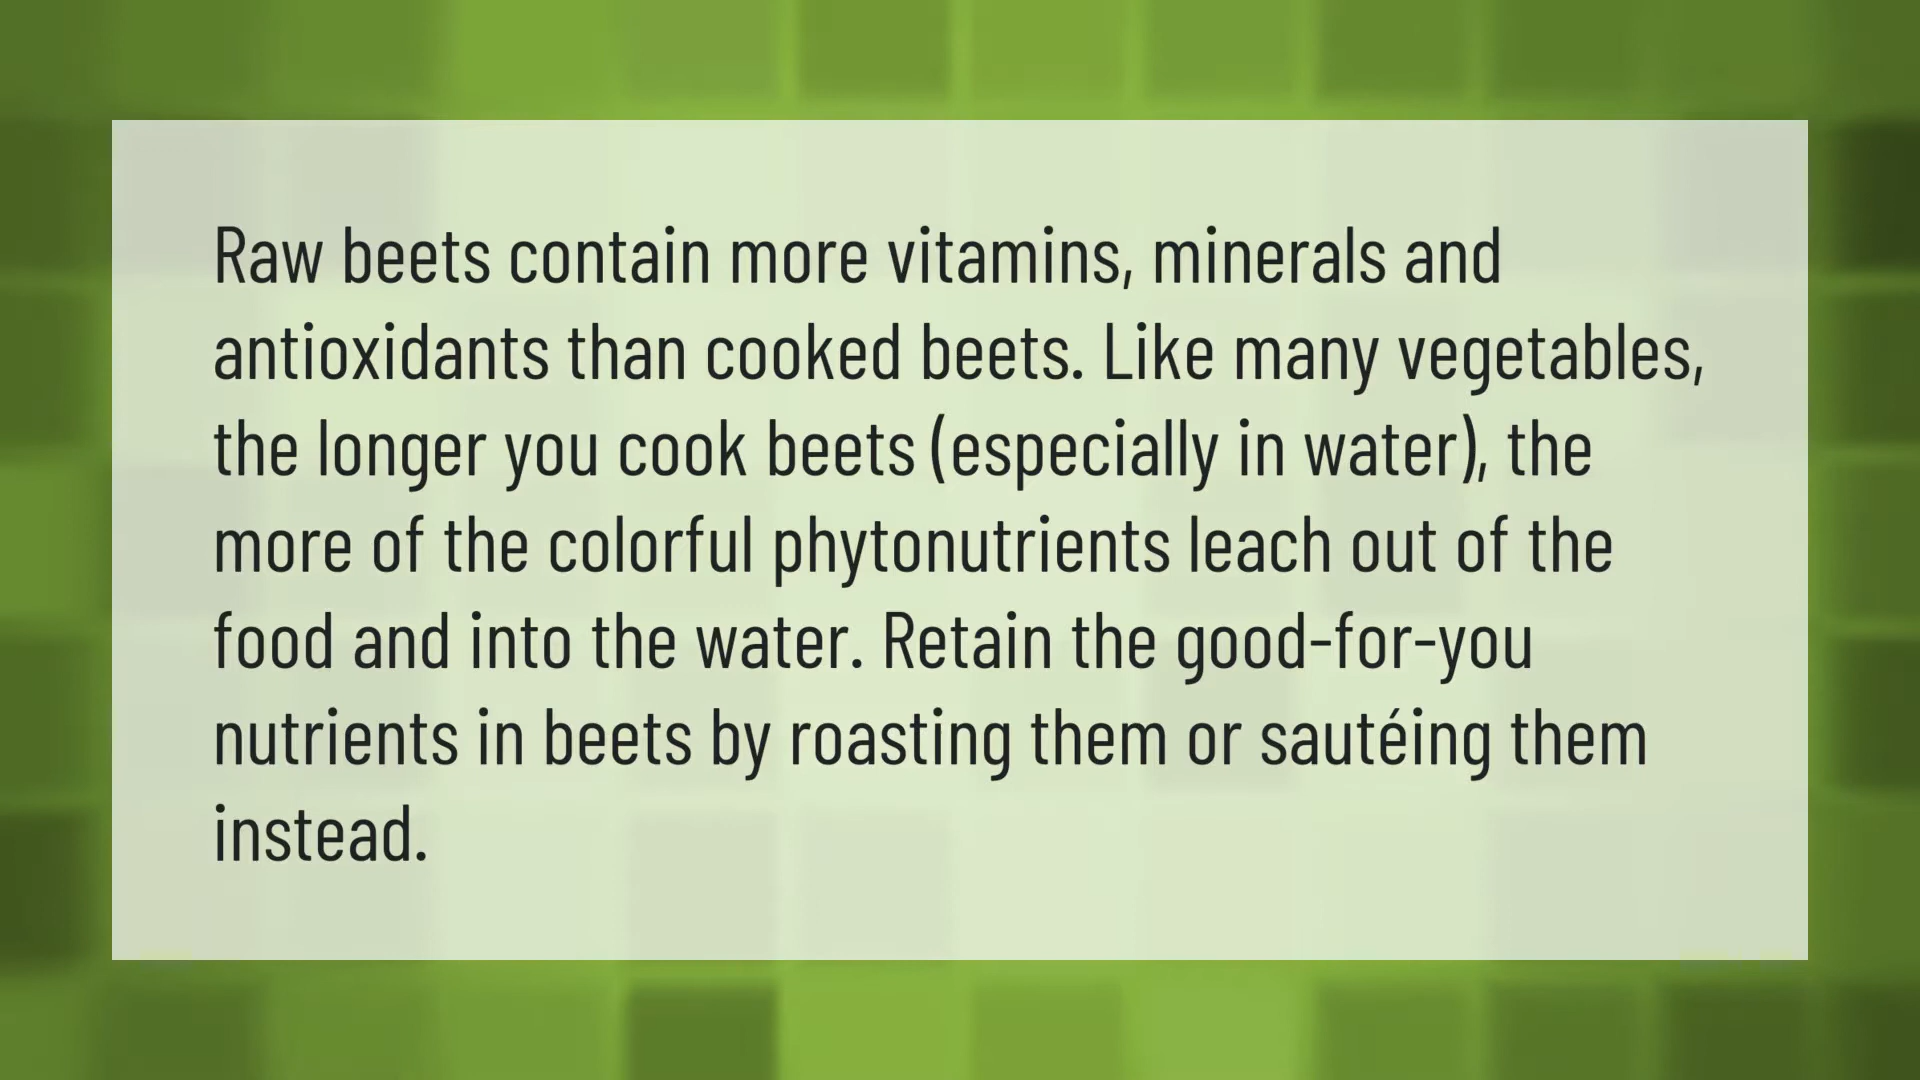 Raw beets contain more vitamins, minerals and
antioxidants than cooked beets. Like many vegetables,
the longer you cook beets (especially in water), the
more of the colorful phytonutrients leach out of the
food and into the water. Retain the good-for-you
nutrients in beets by roasting them or sautéing them
instead.